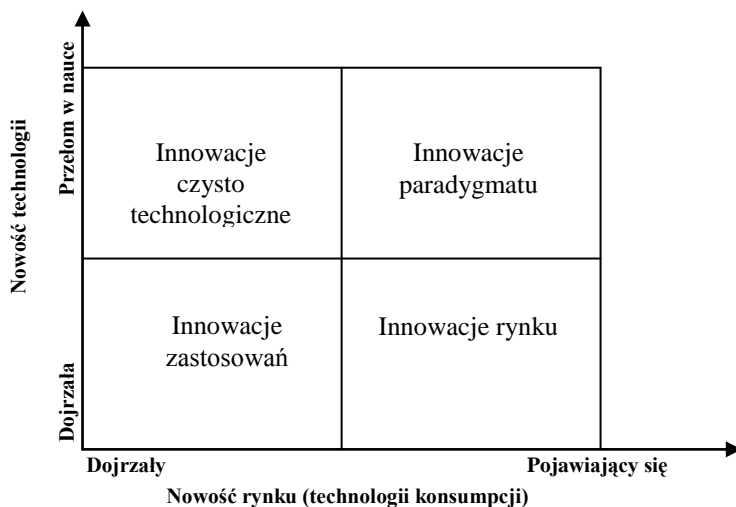 Nowość technologii
Przełom w nauce
Dojrzała
Innowacje
czysto
technologiczne
Innowacje
paradygmatu
Innowacje
zastosowań
Innowacje rynku
Dojrzały
Pojawiający się
Nowość rynku (technologii konsumpcji)